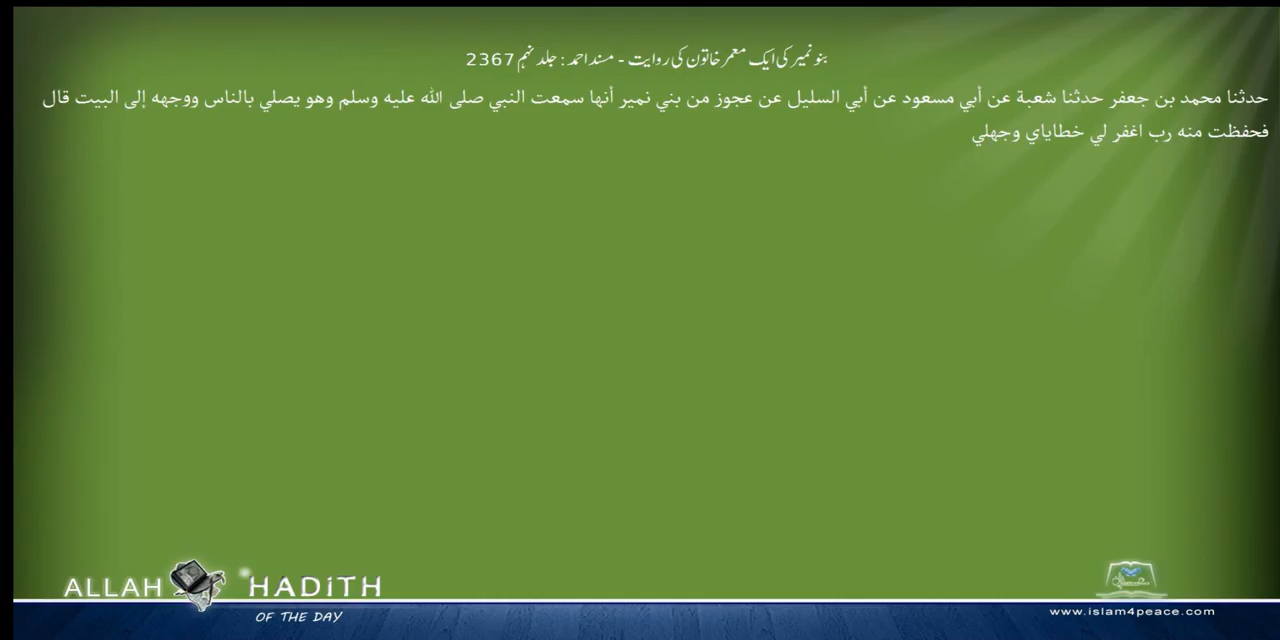 بنو نمیر کی ایک معمر خاتون کی روایت - مسند احمد : جلد نہم 2367
حدثنا محمد بن جعفر حدثنا شعبة عن أبي مسعود عن أبي السليل عن عجوز من بني نمير أنها سمعت النبي صلى الله عليه وسلم وهو يصلي بالناس ووجهه إلى البيت قال
فحفظت منه رب اغفر لي خطاياي وجهلي
ALLAH HADITH
OF THE DAY
www.islam4peace.com